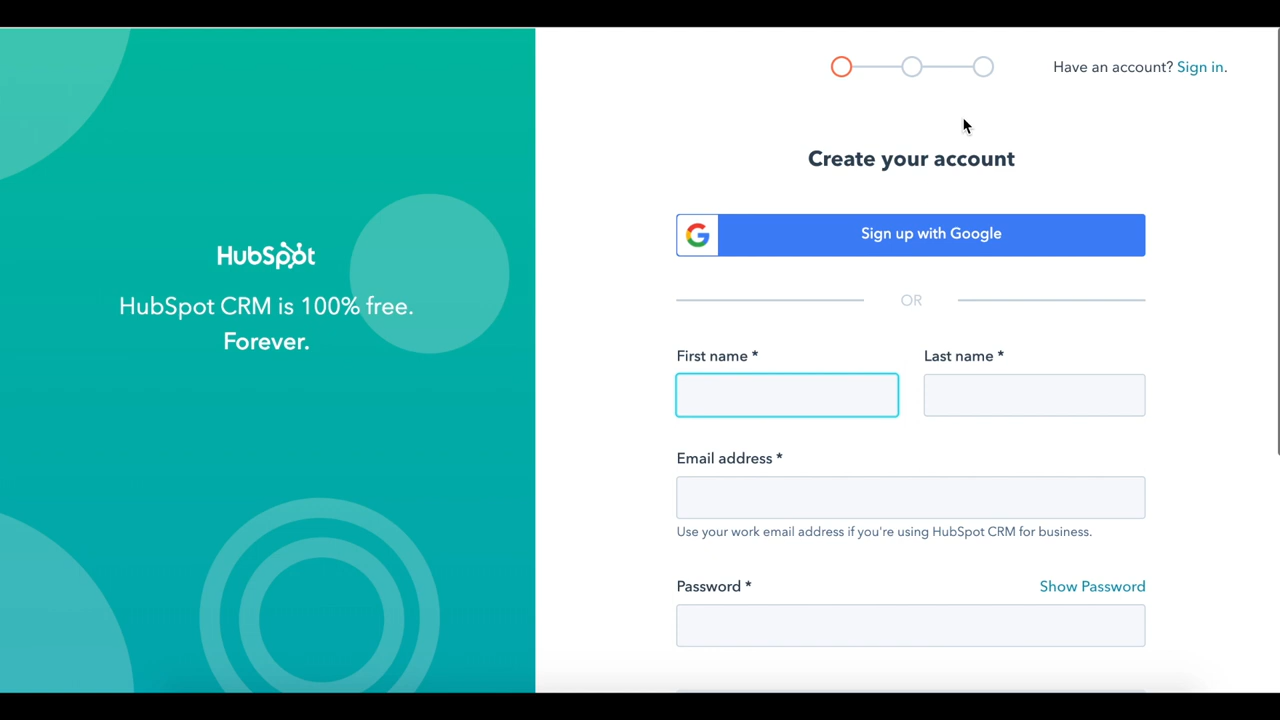 Have an account? Sign in.
Create your account
Sign up with Google
OR
HubSpot
HubSpot CRM is 100% free.
Forever.
First name *
Last name *
Email address *
Use your work email address if you're using HubSpot CRM for business.
Password *
Show Password